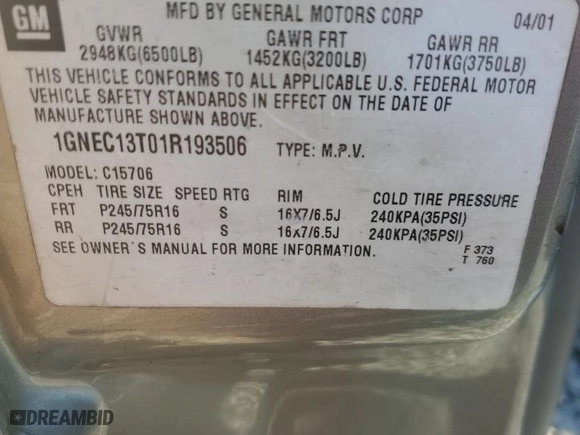 GM
MFD BY GENERAL MOTORS CORP 04/01
GVWR GAWR FRT GAWR RR
2948KG(6500LB) 1452KG(3200LB) 1701KG(3750LB)
THIS VEHICLE CONFORMS TO ALL APPLICABLE U.S. FEDERAL MOTOR
VEHICLE SAFETY STANDARDS IN EFFECT ON THE DATE OF
MANUFACTURE SHOWN ABOVE.
1GNEC13T01R193506 TYPE: M.P.V.
MODEL: C15706
CPEH TIRE SIZE SPEED RTG RIM COLD TIRE PRESSURE
FRT P245/75R16 S 16X7/6.5J 240KPA(35PSI)
RR P245/75R16 S 16x7/6.5J 240KPA(35PSI)
SEE OWNER'S MANUAL FOR MORE INFORMATION. F 373
T 760
DREAMBID